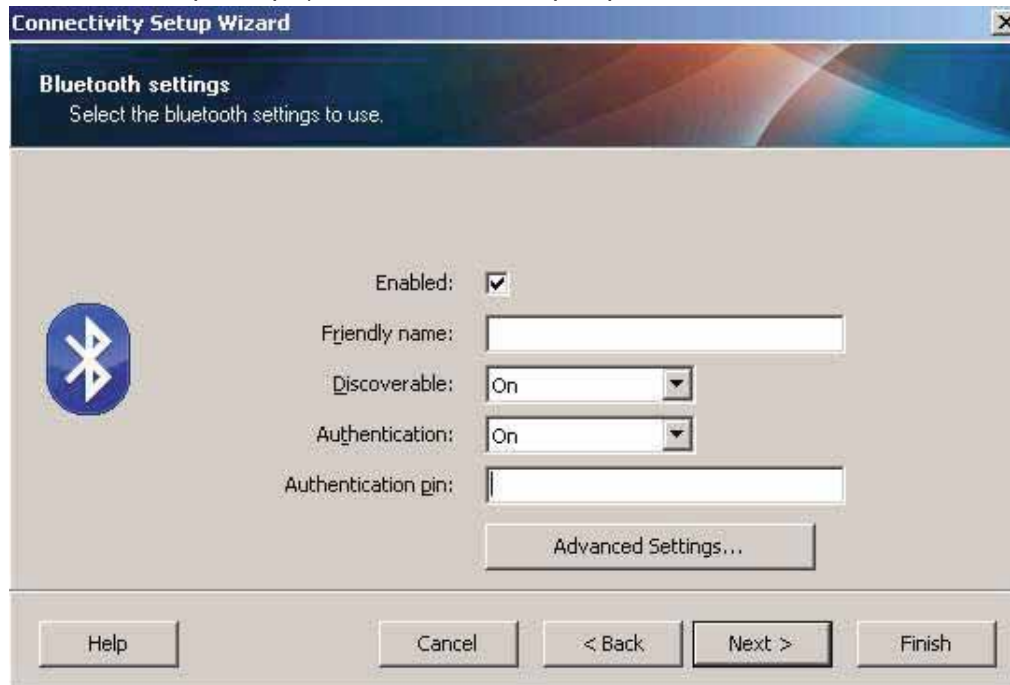 Connectivity Setup Wizard
Bluetooth settings
Select the bluetooth settings to use.
Enabled:
Friendly name:
Discoverable: On
Authentication: On
Authentication pin:
Advanced Settings...
Help Cancel < Back Next > Finish